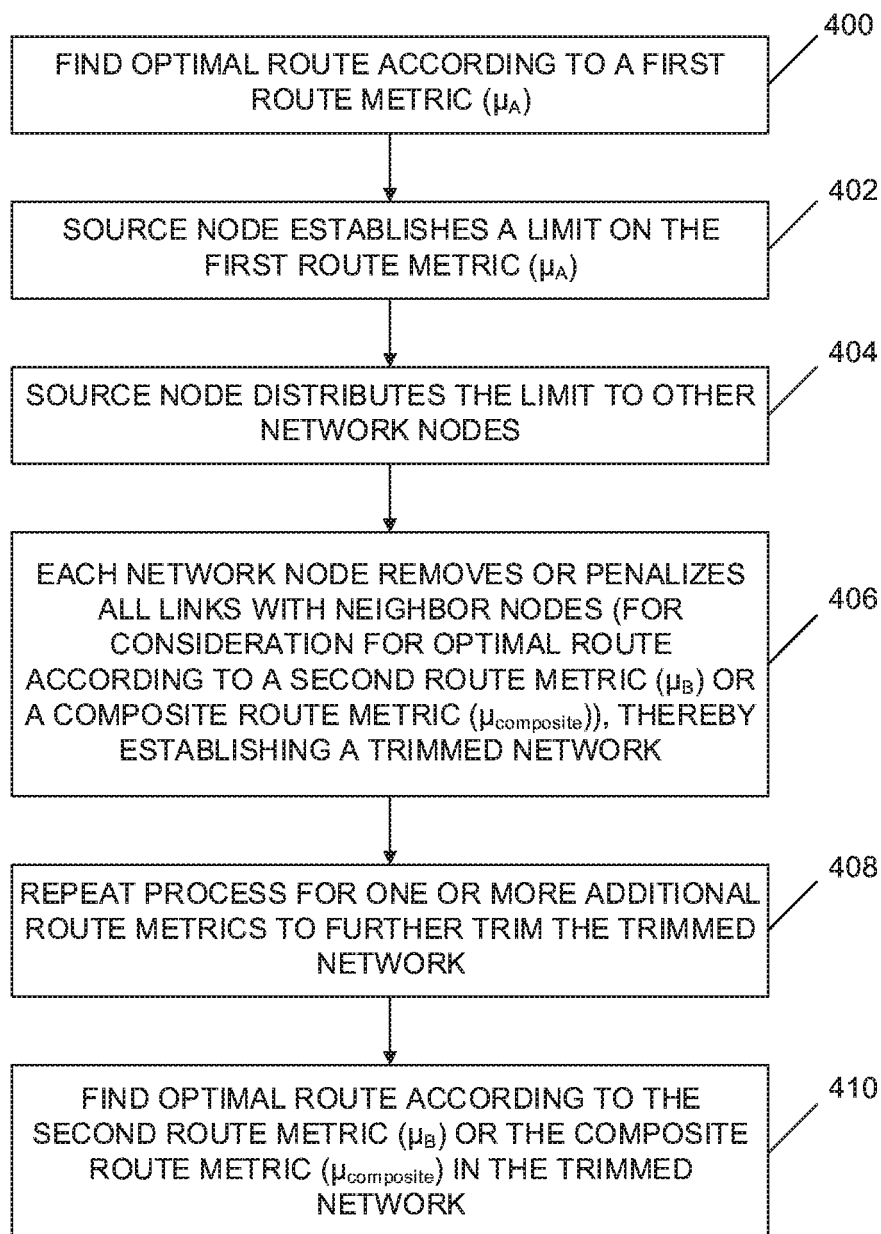 400
FIND OPTIMAL ROUTE ACCORDING TO A FIRST
ROUTE METRIC (μA)
402
SOURCE NODE ESTABLISHES A LIMIT ON THE
FIRST ROUTE METRIC (μA)
404
SOURCE NODE DISTRIBUTES THE LIMIT TO OTHER
NETWORK NODES
406
EACH NETWORK NODE REMOVES OR PENALIZES
ALL LINKS WITH NEIGHBOR NODES (FOR
CONSIDERATION FOR OPTIMAL ROUTE
ACCORDING TO A SECOND ROUTE METRIC (μB) OR
A COMPOSITE ROUTE METRIC (μcomposite)), THEREBY
ESTABLISHING A TRIMMED NETWORK
408
REPEAT PROCESS FOR ONE OR MORE ADDITIONAL
ROUTE METRICS TO FURTHER TRIM THE TRIMMED
NETWORK
410
FIND OPTIMAL ROUTE ACCORDING TO THE
SECOND ROUTE METRIC (μB) OR THE COMPOSITE
ROUTE METRIC (μcomposite) IN THE TRIMMED
NETWORK